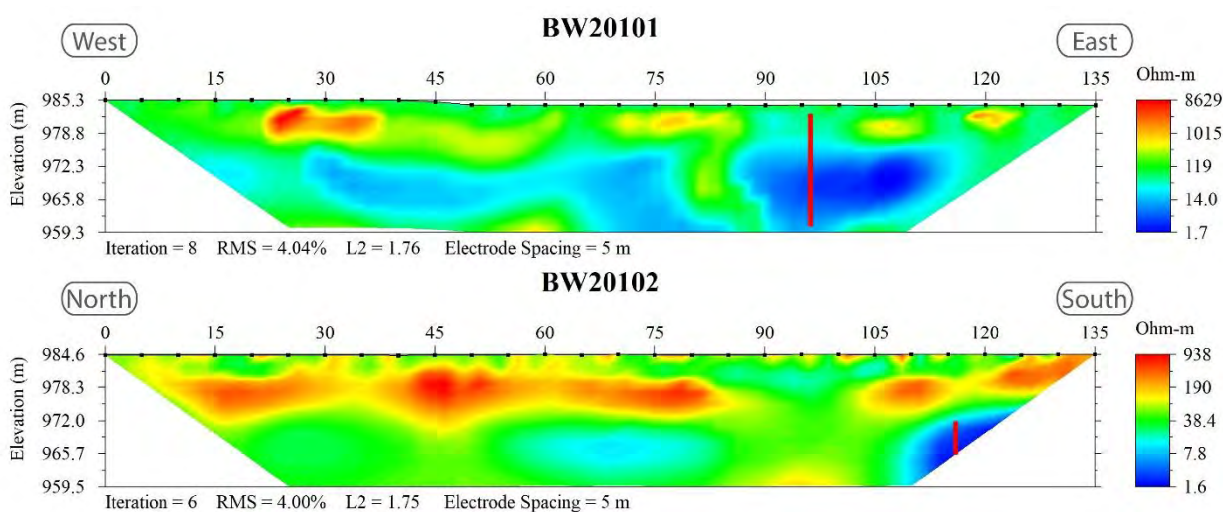 BW20101
West East
0 15 30 45 60 75 90 105 120 135 Ohm-m
Elevation (m)
985.3 8629
978.8 1015
972.3 119
965.8 14.0
959.3 1.7
Iteration = 8 RMS = 4.04% L2 = 1.76 Electrode Spacing = 5 m
BW20102
North South
0 15 30 45 60 75 90 105 120 135 Ohm-m
Elevation (m)
984.6 938
978.3 190
972.0 38.4
965.7 7.8
959.5 1.6
Iteration = 6 RMS = 4.00% L2 = 1.75 Electrode Spacing = 5 m